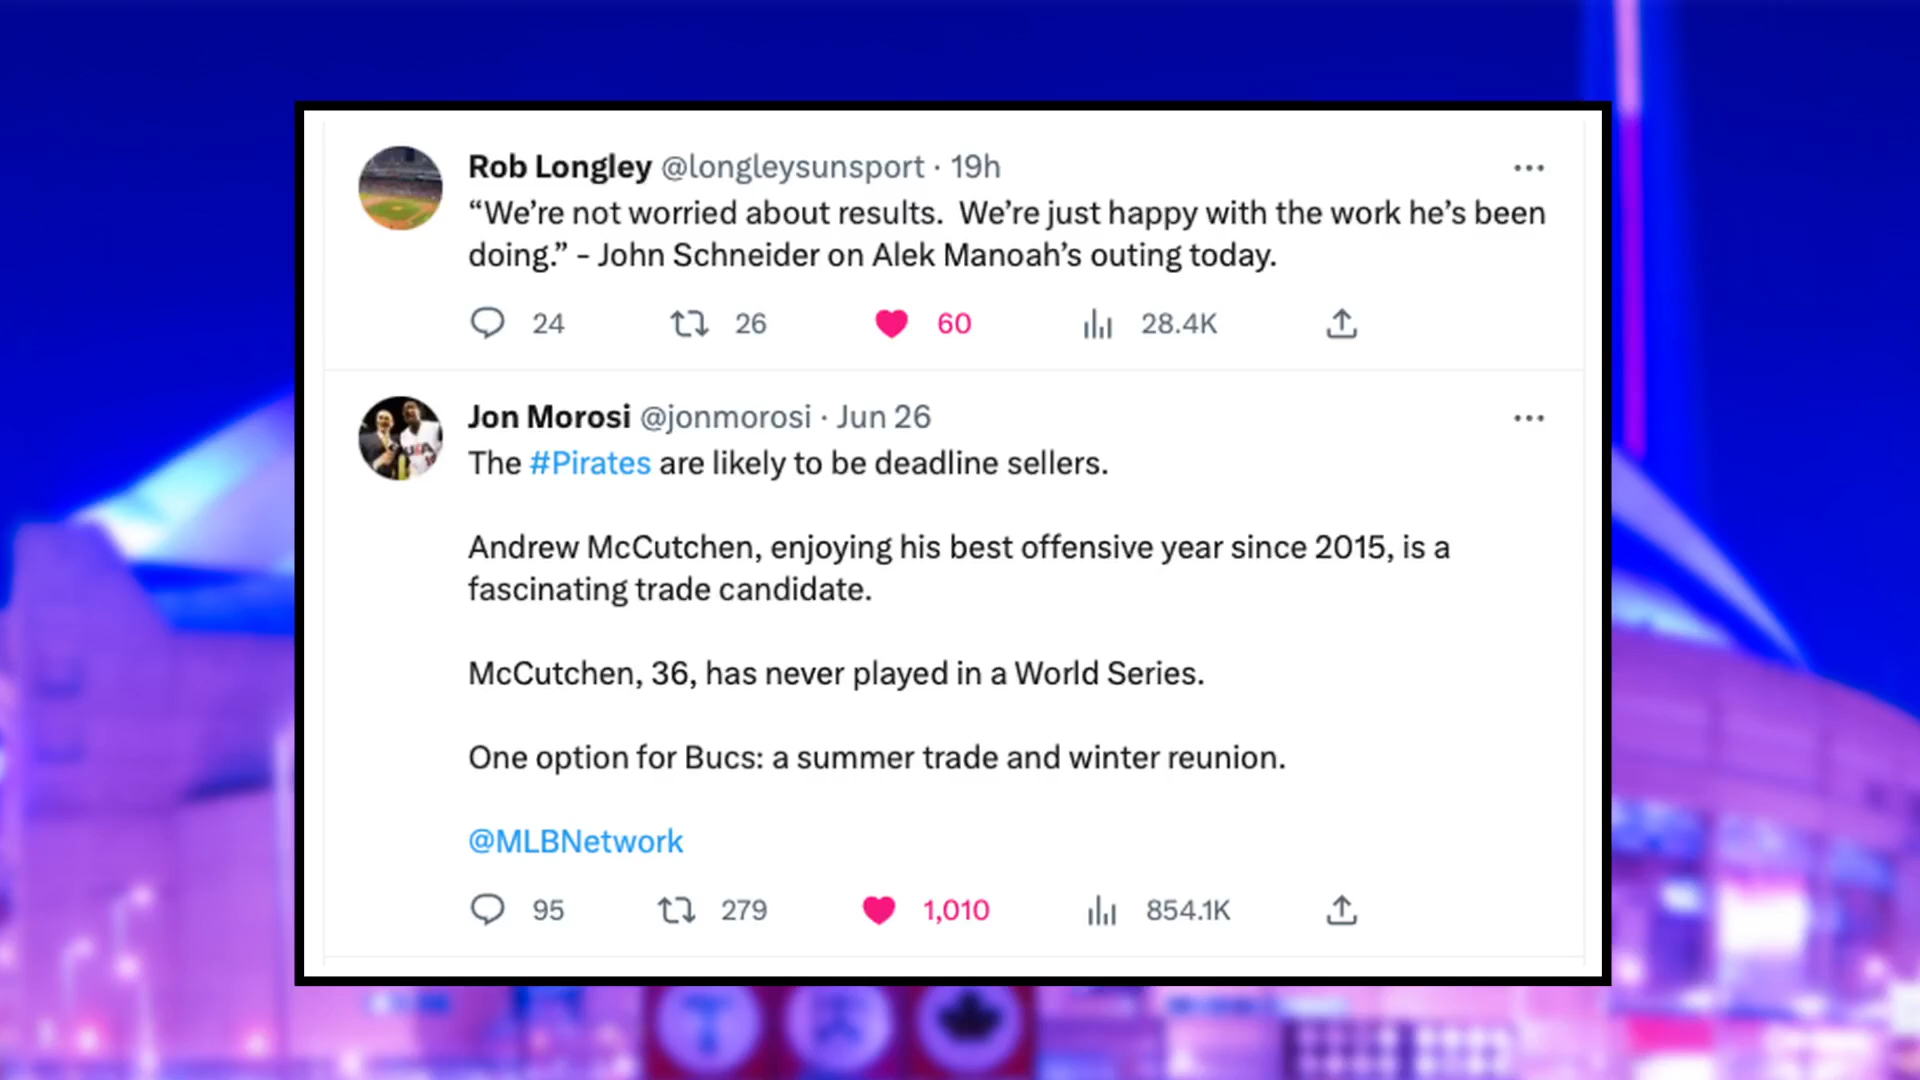 Rob Longley @longleysunsport · 19h
“We’re not worried about results.  We’re just happy with the work he’s been
doing.” – John Schneider on Alek Manoah’s outing today.
24 26 60 28.4K
Jon Morosi @jonmorosi · Jun 26
The #Pirates are likely to be deadline sellers.
Andrew McCutchen, enjoying his best offensive year since 2015, is a
fascinating trade candidate.
McCutchen, 36, has never played in a World Series.
One option for Bucs: a summer trade and winter reunion.
@MLBNetwork
95 279 1,010 854.1K